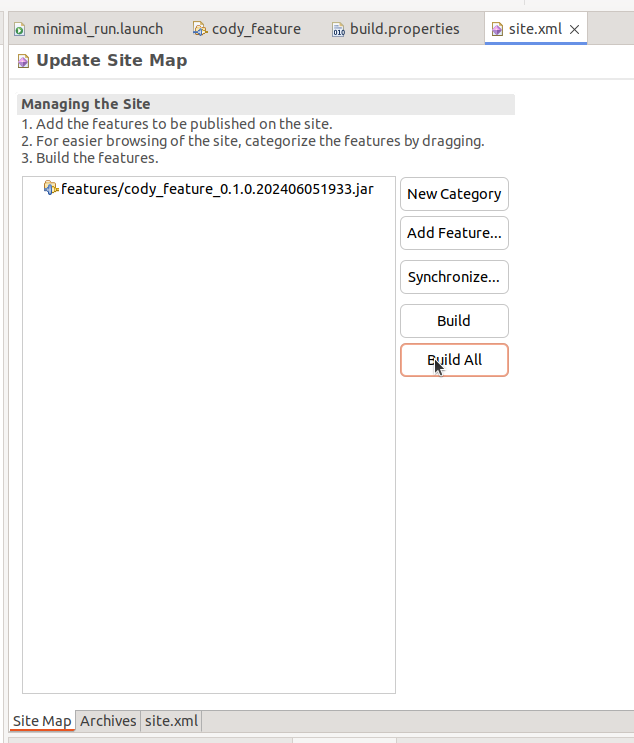 minimal_run.launch cody_feature build.properties site.xml
Update Site Map
Managing the Site
1. Add the features to be published on the site.
2. For easier browsing of the site, categorize the features by dragging.
3. Build the features.
features/cody_feature_0.1.0.202406051933.jar
New Category
Add Feature...
Synchronize...
Build
Build All
Site Map Archives site.xml